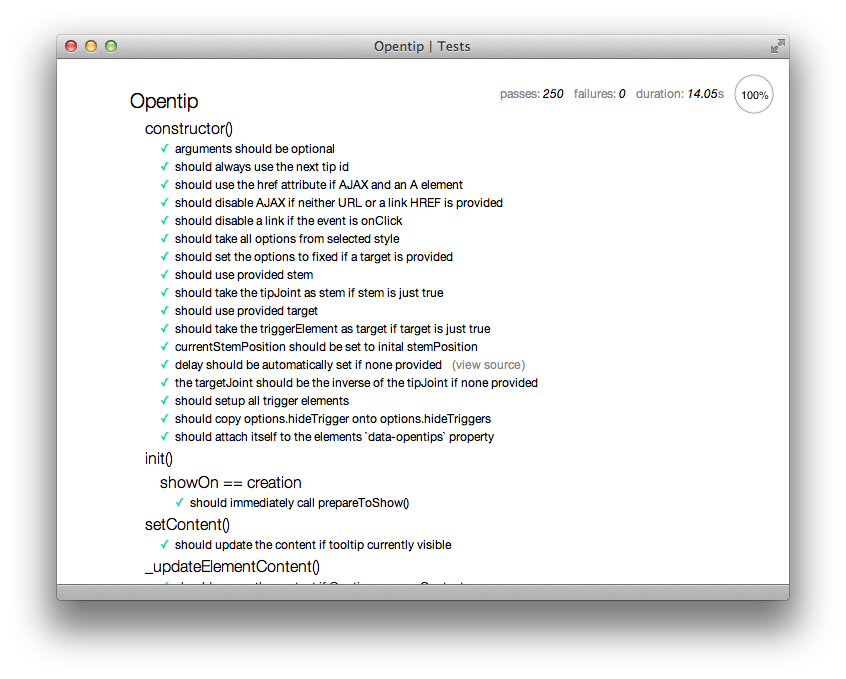 Opentip | Tests
passes: 250 failures: 0 duration: 14.05s 100%
Opentip
constructor()
✓ arguments should be optional
✓ should always use the next tip id
✓ should use the href attribute if AJAX and an A element
✓ should disable AJAX if neither URL or a link HREF is provided
✓ should disable a link if the event is onClick
✓ should take all options from selected style
✓ should set the options to fixed if a target is provided
✓ should use provided stem
✓ should take the tipJoint as stem if stem is just true
✓ should use provided target
✓ should take the triggerElement as target if target is just true
✓ currentStemPosition should be set to inital stemPosition
✓ delay should be automatically set if none provided (view source)
✓ the targetJoint should be the inverse of the tipJoint if none provided
✓ should setup all trigger elements
✓ should copy options.hideTrigger onto options.hideTriggers
✓ should attach itself to the elements `data-opentips` property
init()
showOn == creation
✓ should immediately call prepareToShow()
setContent()
✓ should update the content if tooltip currently visible
_updateElementContent()